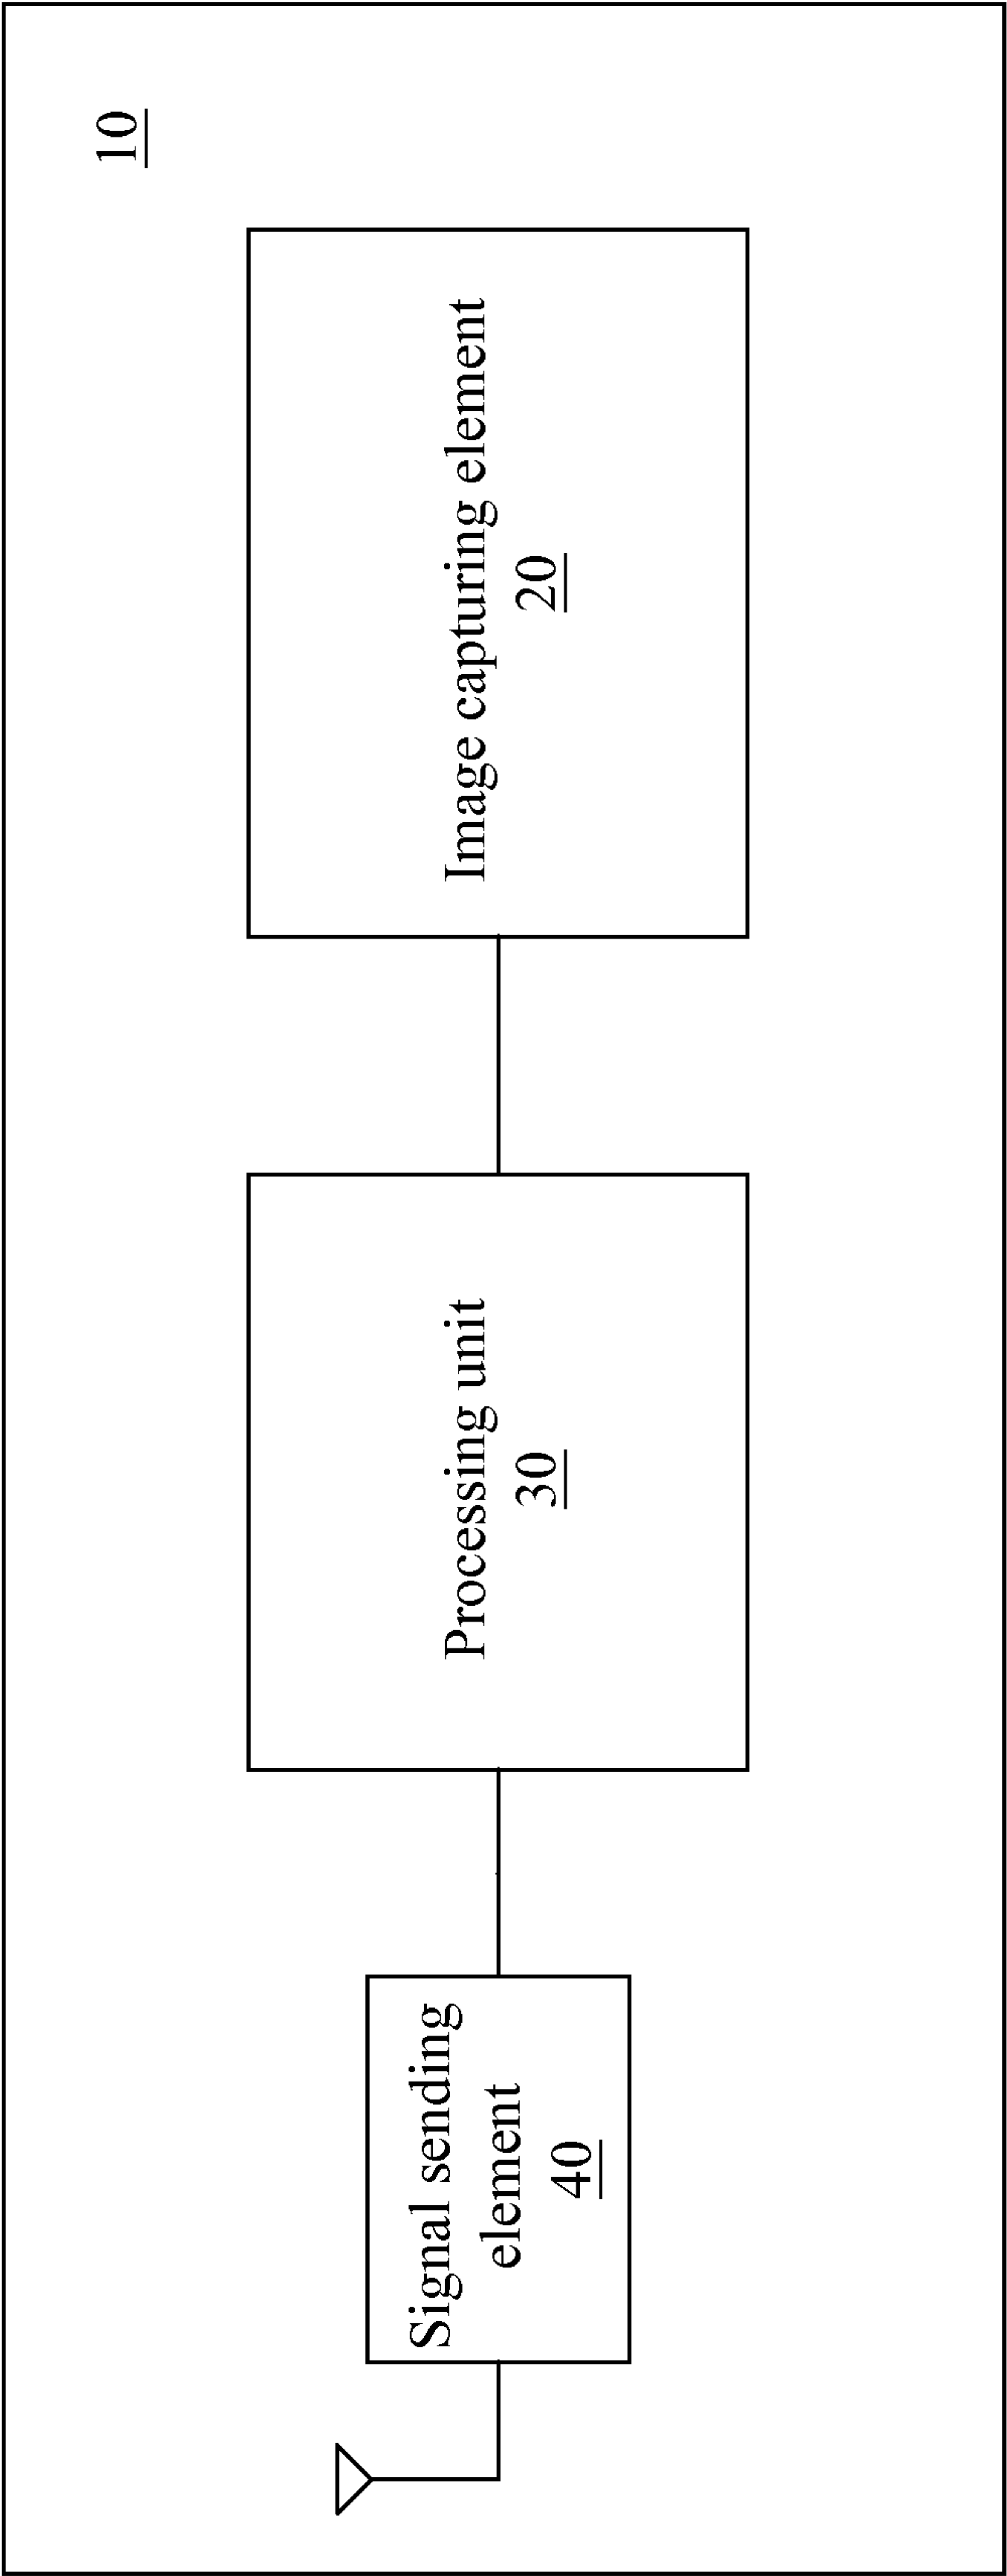 10
Signal sending
element
40
Processing unit
30
Image capturing element
20